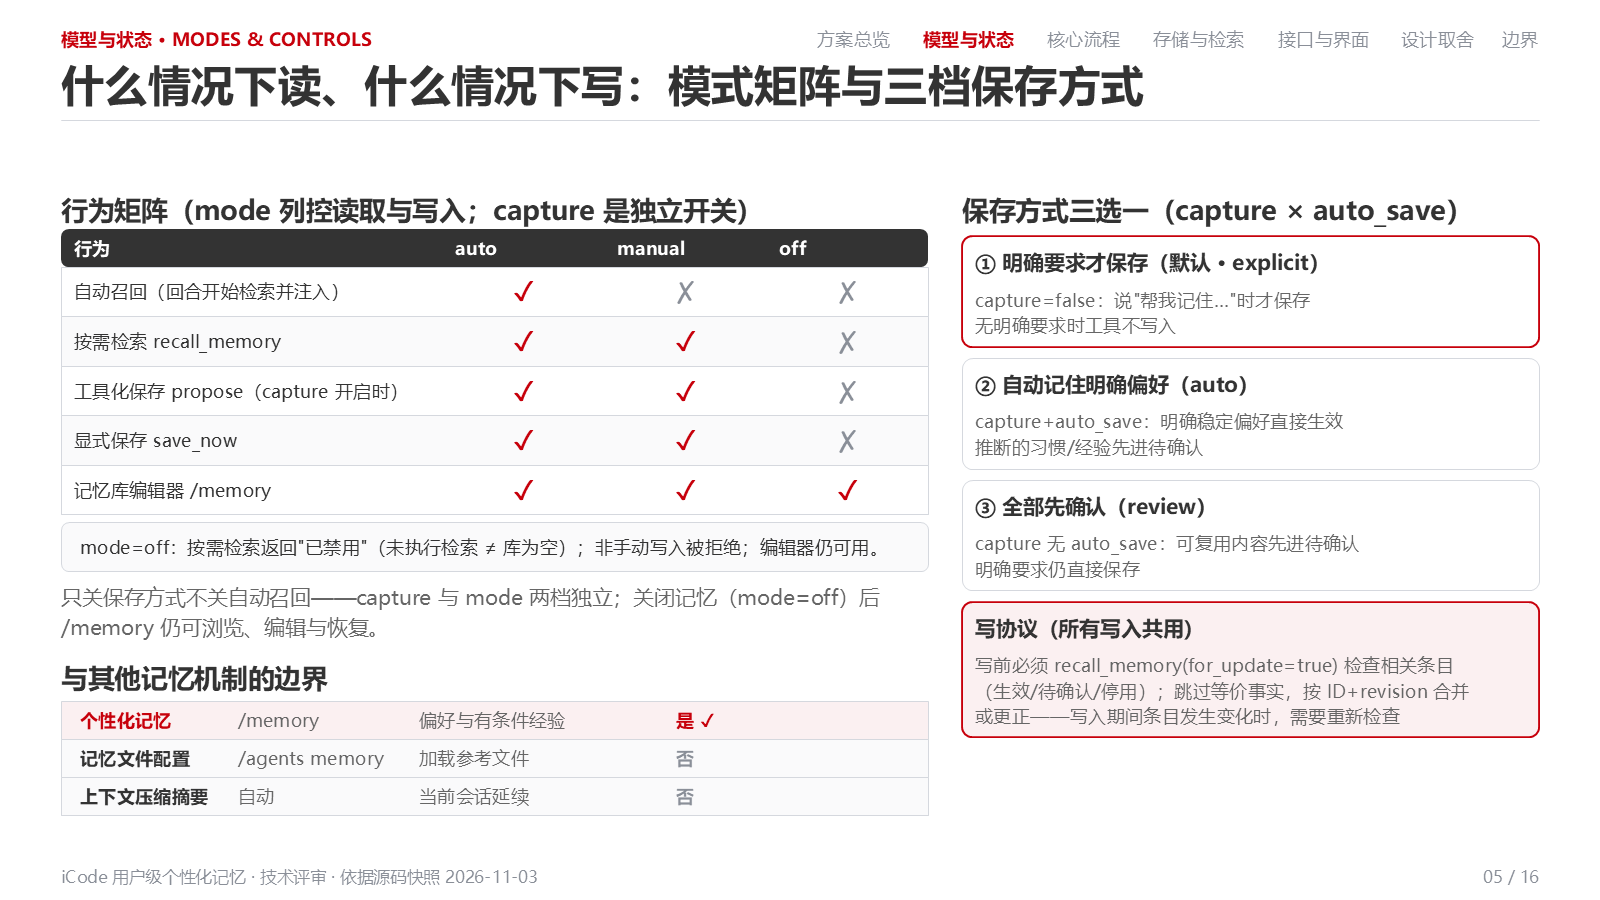 模型与状态 • MODES & CONTROLS
方案总览 模型与状态 核心流程 存储与检索 接口与界面 设计取舍 边界
什么情况下读、什么情况下写：模式矩阵与三档保存方式
行为矩阵（mode 列控读取与写入；capture 是独立开关）
行为 auto manual off
自动召回（回合开始检索并注入） ✓ ✗ ✗
按需检索 recall_memory ✓ ✓ ✗
工具化保存 propose（capture 开启时） ✓ ✓ ✗
显式保存 save_now ✓ ✓ ✗
记忆库编辑器 /memory ✓ ✓ ✓
mode=off：按需检索返回"已禁用"（未执行检索 ≠ 库为空）；非手动写入被拒绝；编辑器仍可用。
只关保存方式不关自动召回——capture 与 mode 两档独立；关闭记忆（mode=off）后
/memory 仍可浏览、编辑与恢复。
与其他记忆机制的边界
个性化记忆 /memory 偏好与有条件经验 是 ✓
记忆文件配置 /agents memory 加载参考文件 否
上下文压缩摘要 自动 当前会话延续 否
保存方式三选一（capture × auto_save）
① 明确要求才保存（默认 • explicit）
capture=false：说"帮我记住..."时才保存
无明确要求时工具不写入
② 自动记住明确偏好（auto）
capture+auto_save：明确稳定偏好直接生效
推断的习惯/经验先进待确认
③ 全部先确认（review）
capture 无 auto_save：可复用内容先进待确认
明确要求仍直接保存
写协议（所有写入共用）
写前必须 recall_memory(for_update=true) 检查相关条目
（生效/待确认/停用）；跳过等价事实，按 ID+revision 合并
或更正——写入期间条目发生变化时，需要重新检查
iCode 用户级个性化记忆 · 技术评审 · 依据源码快照 2026-11-03
05 / 16